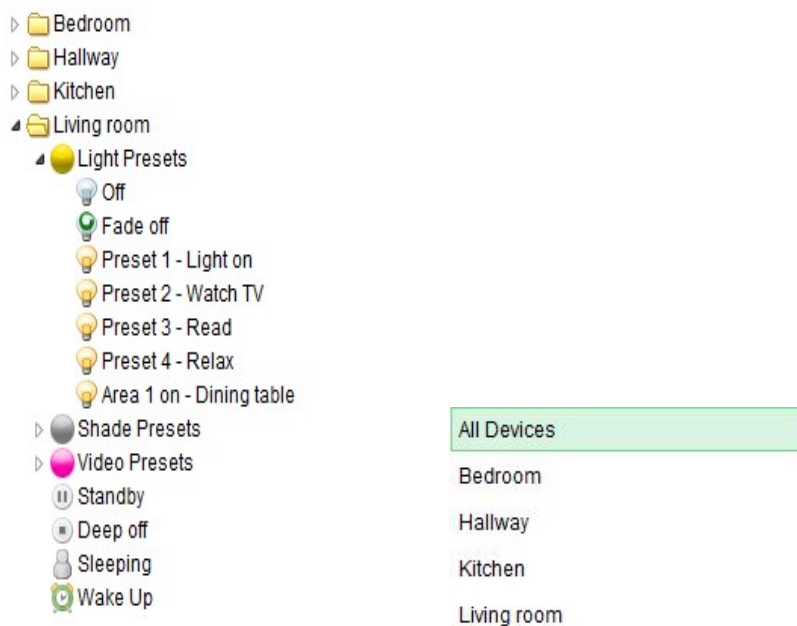 Bedroom
Hallway
Kitchen
Living room
Light Presets
Off
Fade off
Preset 1 - Light on
Preset 2 - Watch TV
Preset 3 - Read
Preset 4 - Relax
Area 1 on - Dining table
Shade Presets
Video Presets
Standby
Deep off
Sleeping
Wake Up
All Devices
Bedroom
Hallway
Kitchen
Living room